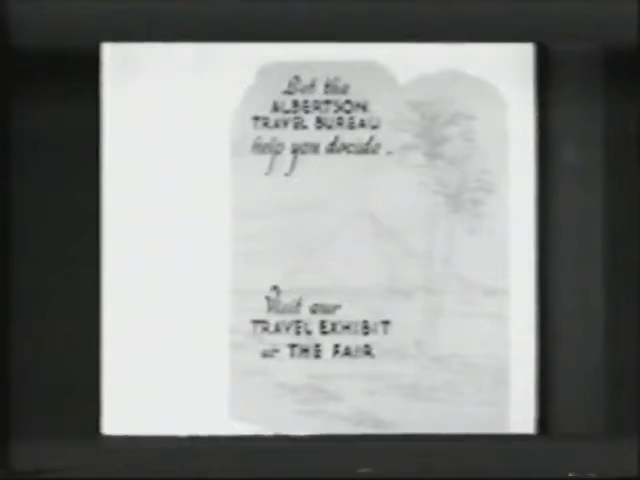 Let the
ALBERTSON
TRAVEL BUREAU
help you decide.
Visit our
TRAVEL EXHIBIT
at THE FAIR